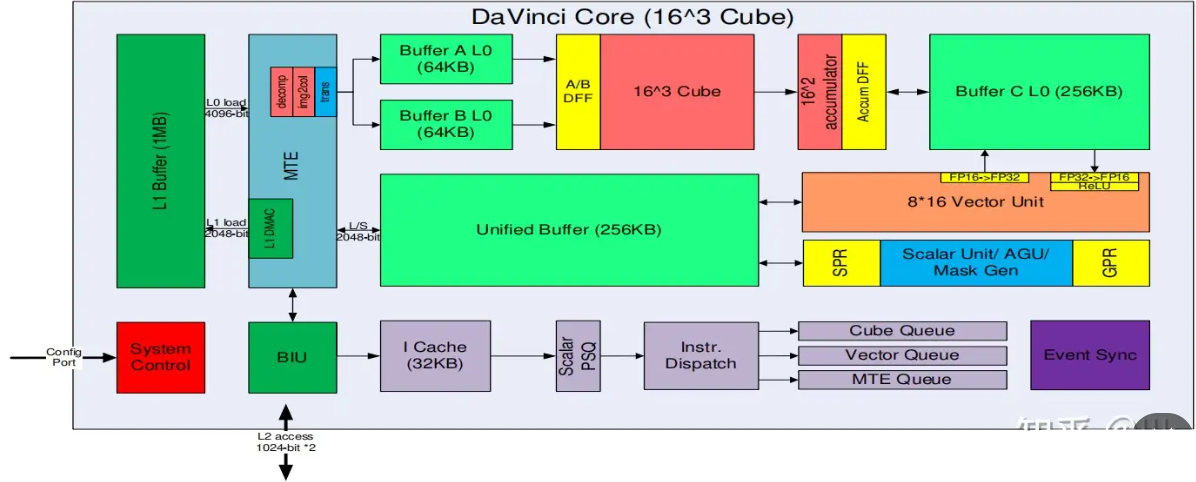 DaVinci Core (16^3 Cube)
L1 Buffer (1MB)
L0 load
4096-bit
L1 load
2048-bit
MTE
decomp
img2col
trans
L1 DMAC
Buffer A L0
(64KB)
Buffer B L0
(64KB)
A/B
DFF
16^3 Cube
16^2
accumulator
Accum DFF
Buffer C L0 (256KB)
FP16->FP32
FP32->FP16
ReLU
8*16 Vector Unit
L/S
2048-bit
Unified Buffer (256KB)
SPR
Scalar Unit/ AGU/
Mask Gen
GPR
Config
Port
System
Control
BIU
I Cache
(32KB)
Scalar
PSQ
Instr.
Dispatch
Cube Queue
Vector Queue
MTE Queue
Event Sync
L2 access
1024-bit *2
知乎